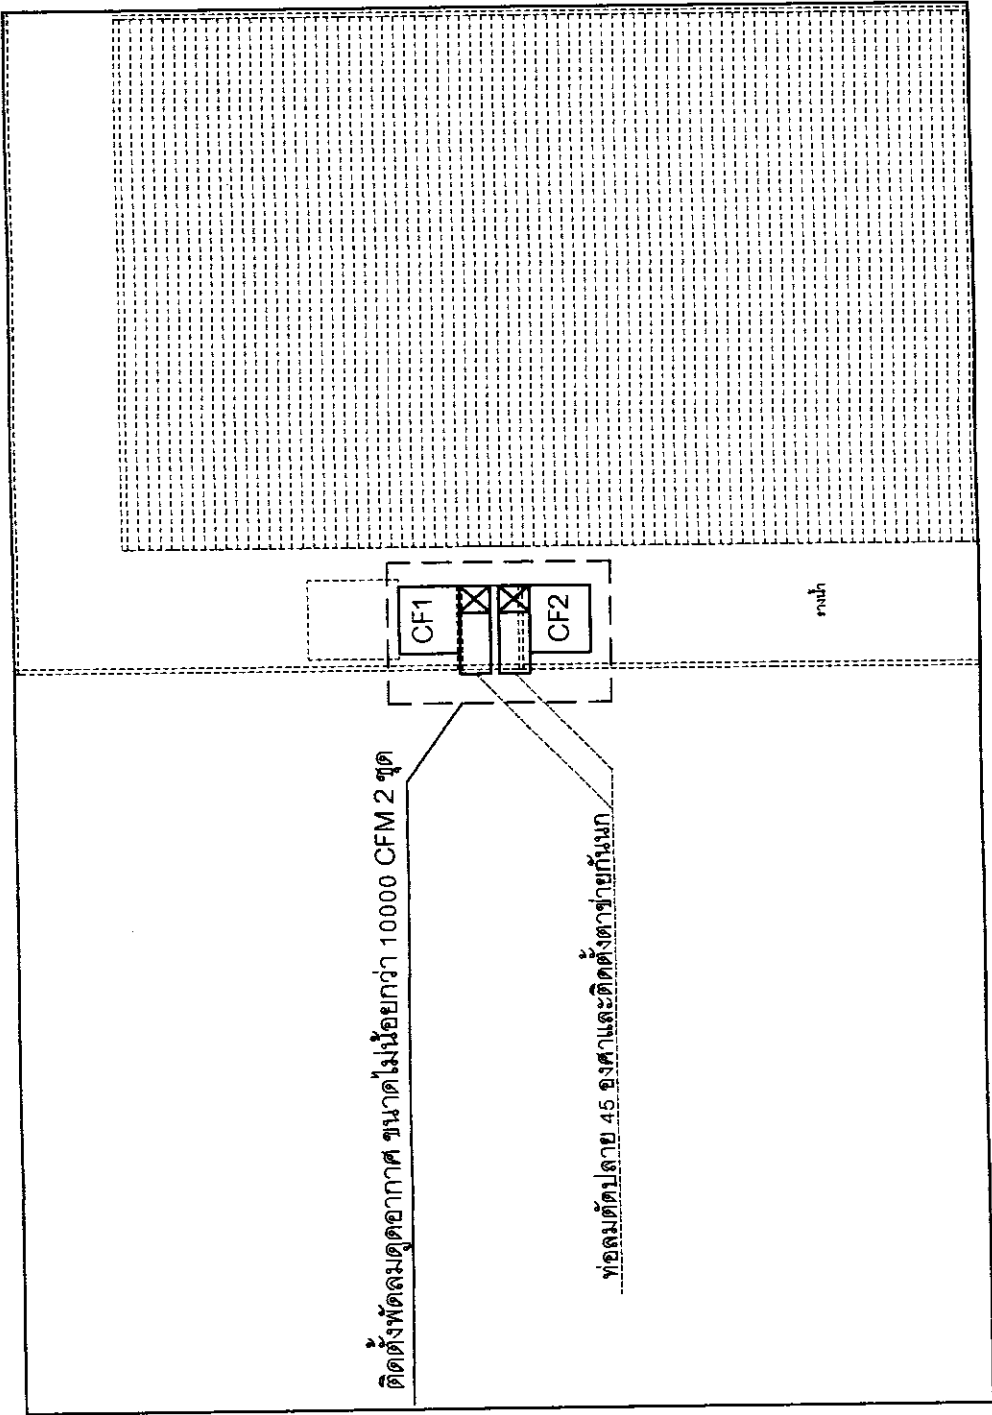 ติดตั้งพัดลมดูดอากาศ ขนาดไม่น้อยกว่า 10000 CFM 2 ชุด
CF1
CF2
ท่อลมตัดปลาย 45 องศาและติดตั้งตาข่ายกันนก
รางน้ำ